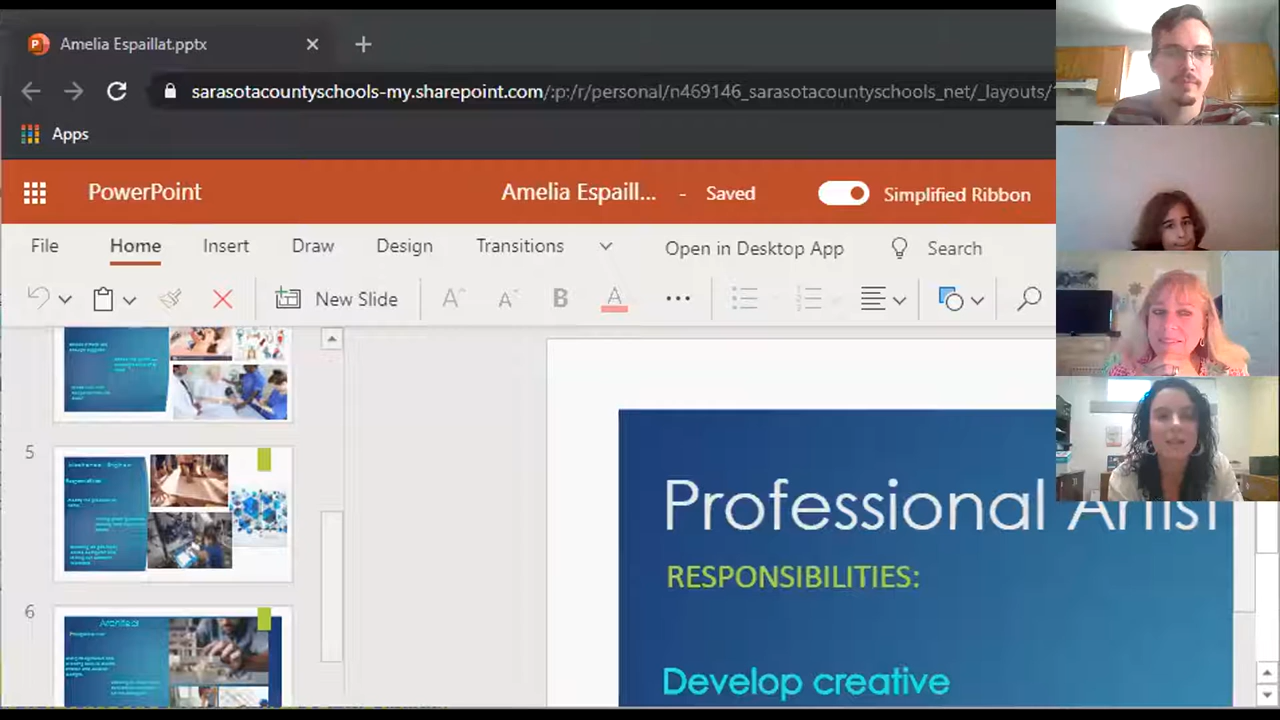 Amelia Espaillat.pptx
sarasotacountyschools-my.sharepoint.com/:p:/r/personal/n469146_sarasotacountyschools_net/_layouts/
Apps
PowerPoint
Amelia Espaill... - Saved
Simplified Ribbon
File Home Insert Draw Design Transitions
Open in Desktop App
Search
New Slide
A A B A ...
5
6
Architect
Professional Artist
RESPONSIBILITIES:
Develop creative